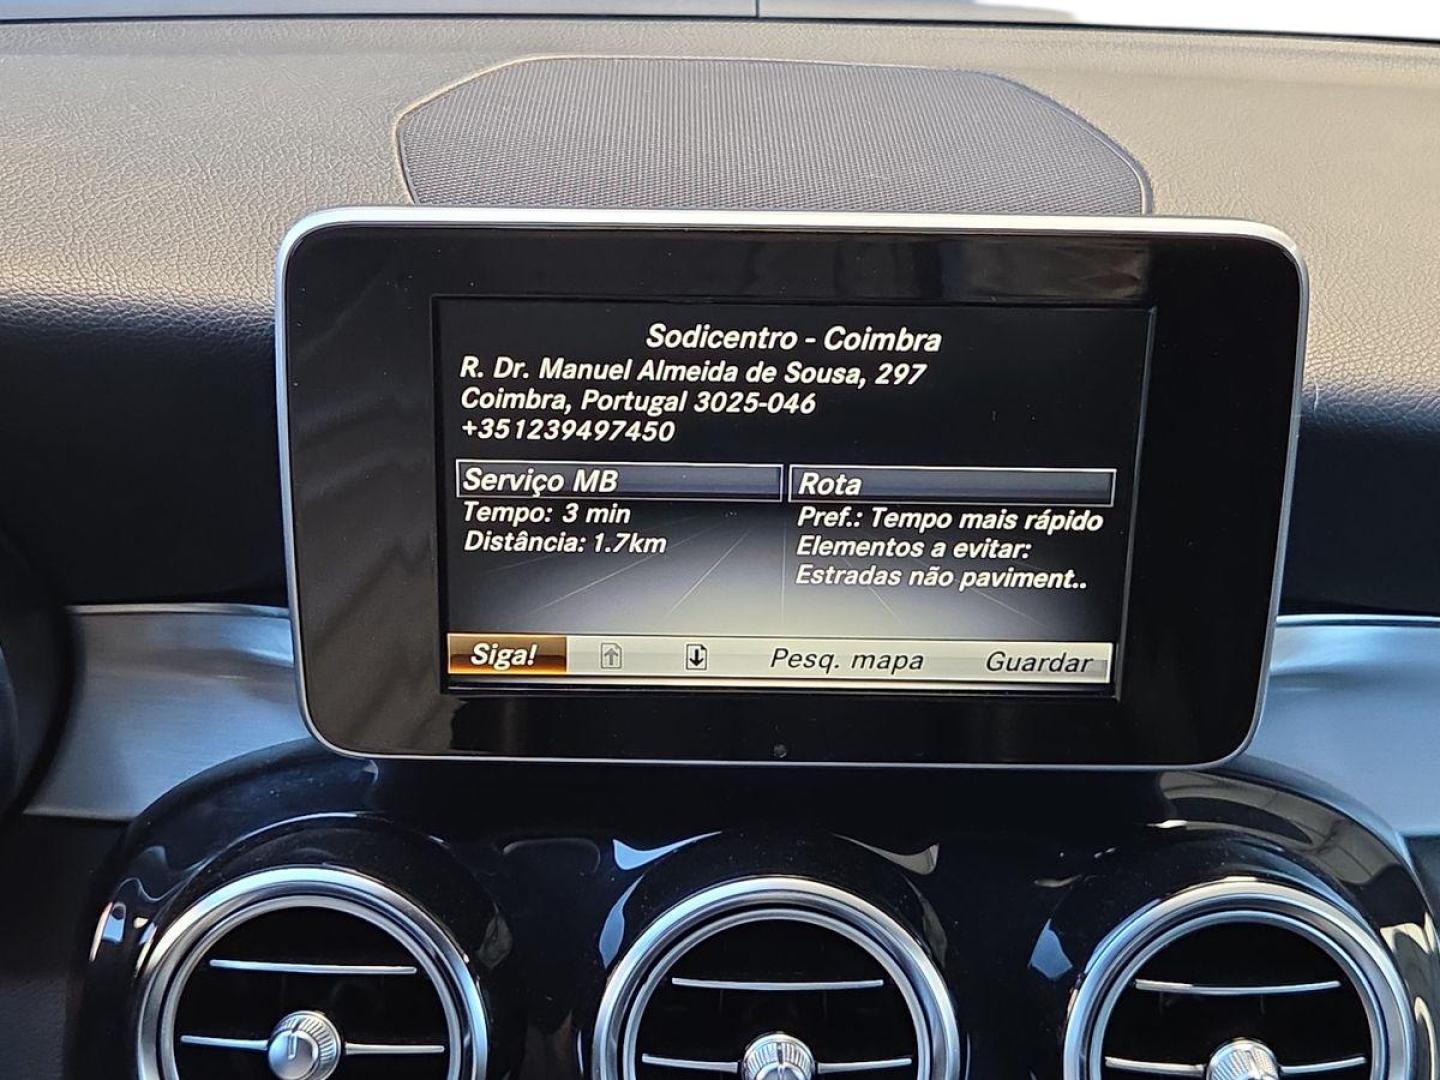 Sodicentro - Coimbra
R. Dr. Manuel Almeida de Sousa, 297
Coimbra, Portugal 3025-046
+351239497450
Serviço MB
Tempo: 3 min
Distância: 1.7km
Rota
Pref.: Tempo mais rápido
Elementos a evitar:
Estradas não paviment..
Siga! Pesq. mapa Guardar